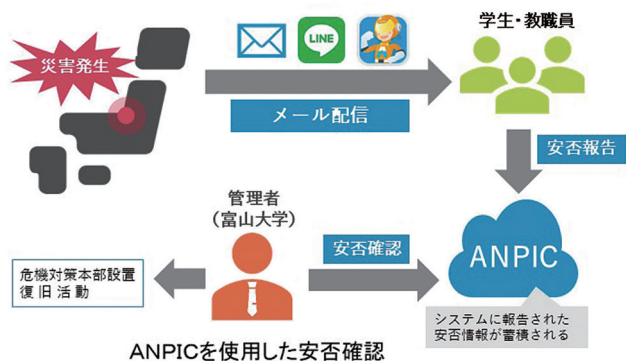 災害発生
LINE
学生・教職員
メール配信
安否報告
管理者
(富山大学)
安否確認
ANPIC
危機対策本部設置
復旧活動
システムに報告された
安否情報が蓄積される
ANPICを使用した安否確認